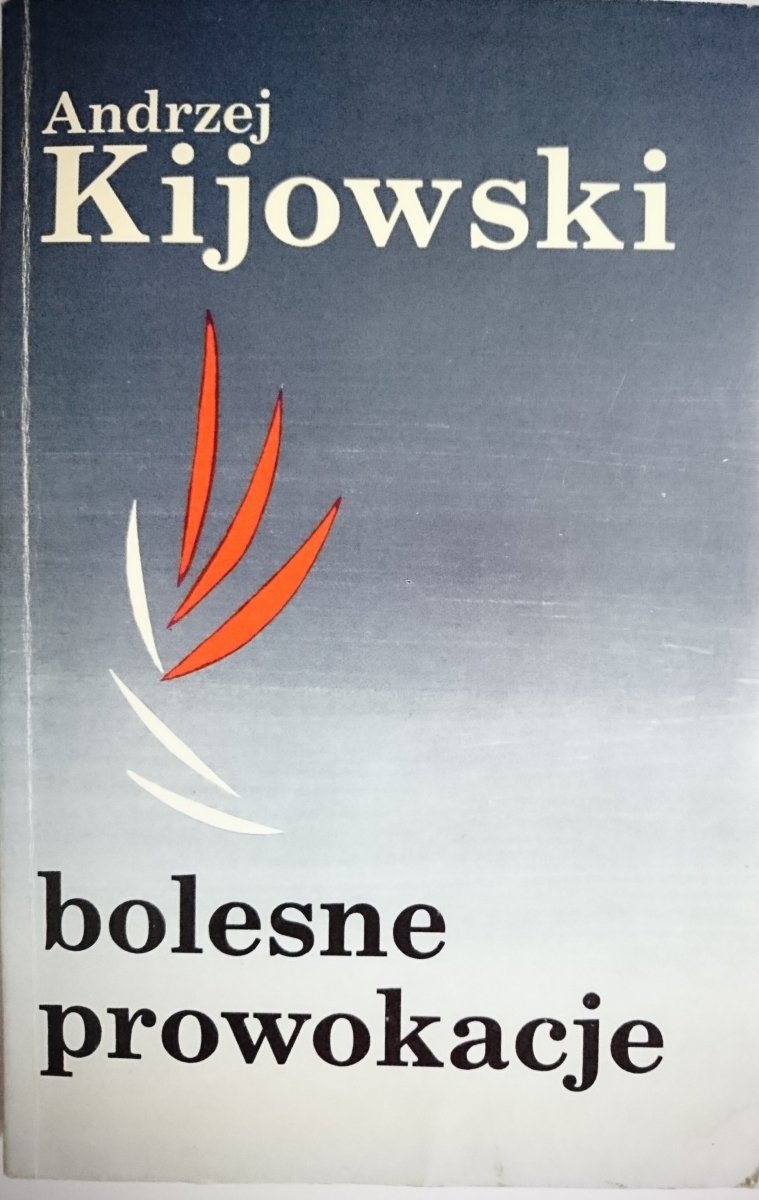 Andrzej
Kijowski
bolesne
prowokacje